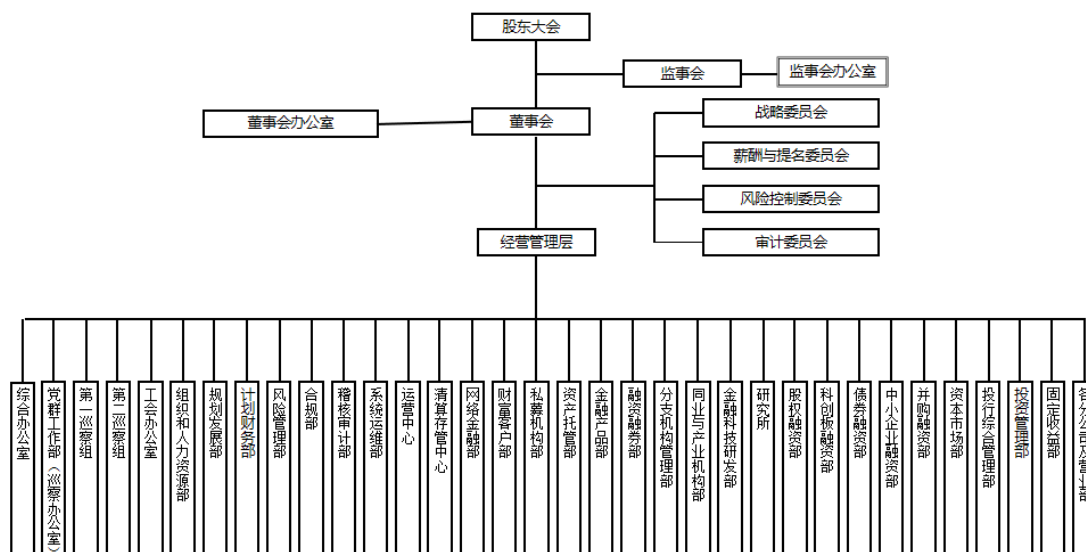 股东大会
监事会
监事会办公室
董事会办公室
董事会
战略委员会
薪酬与提名委员会
风险控制委员会
经营管理层
审计委员会
综合办公室
党群工作部（巡察办公室）
第一巡察组
第二巡察组
工会办公室
组织和人力资源部
规划发展部
计划财务部
风险管理部
合规部
稽核审计部
系统运维部
运营中心
清算存管中心
网络金融部
财富客户部
私募机构部
资产托管部
金融产品部
融资融券部
分支机构管理部
同业与产业机构部
金融科技研发部
研究所
股权融资部
科创板融资部
债券融资部
中小企业融资部
并购融资部
资本市场部
投行综合管理部
投资管理部
固定收益部
各分公司及营业部